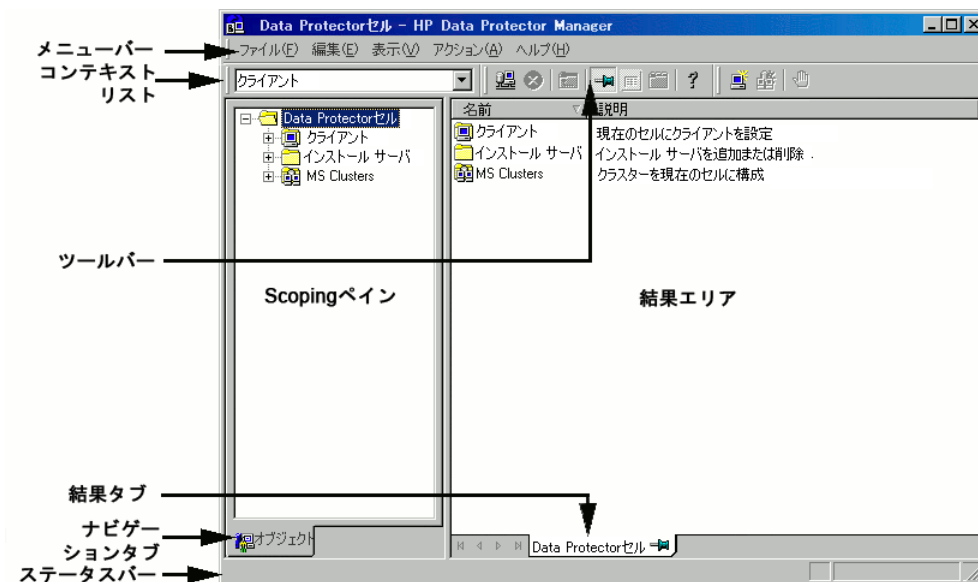 Data Protectorセル - HP Data Protector Manager
メニューバー
ファイル(F) 編集(E) 表示(V) アクション(A) ヘルプ(H)
コンテキスト
リスト
クライアント
Data Protectorセル
クライアント
インストール サーバ
MS Clusters
名前 説明
クライアント 現在のセルにクライアントを設定
インストール サーバ インストール サーバを追加または削除 .
MS Clusters クラスターを現在のセルに構成
ツールバー
Scopingペイン
結果エリア
結果タブ
ナビゲー
ションタブ
オブジェクト
Data Protectorセル
ステータスバー